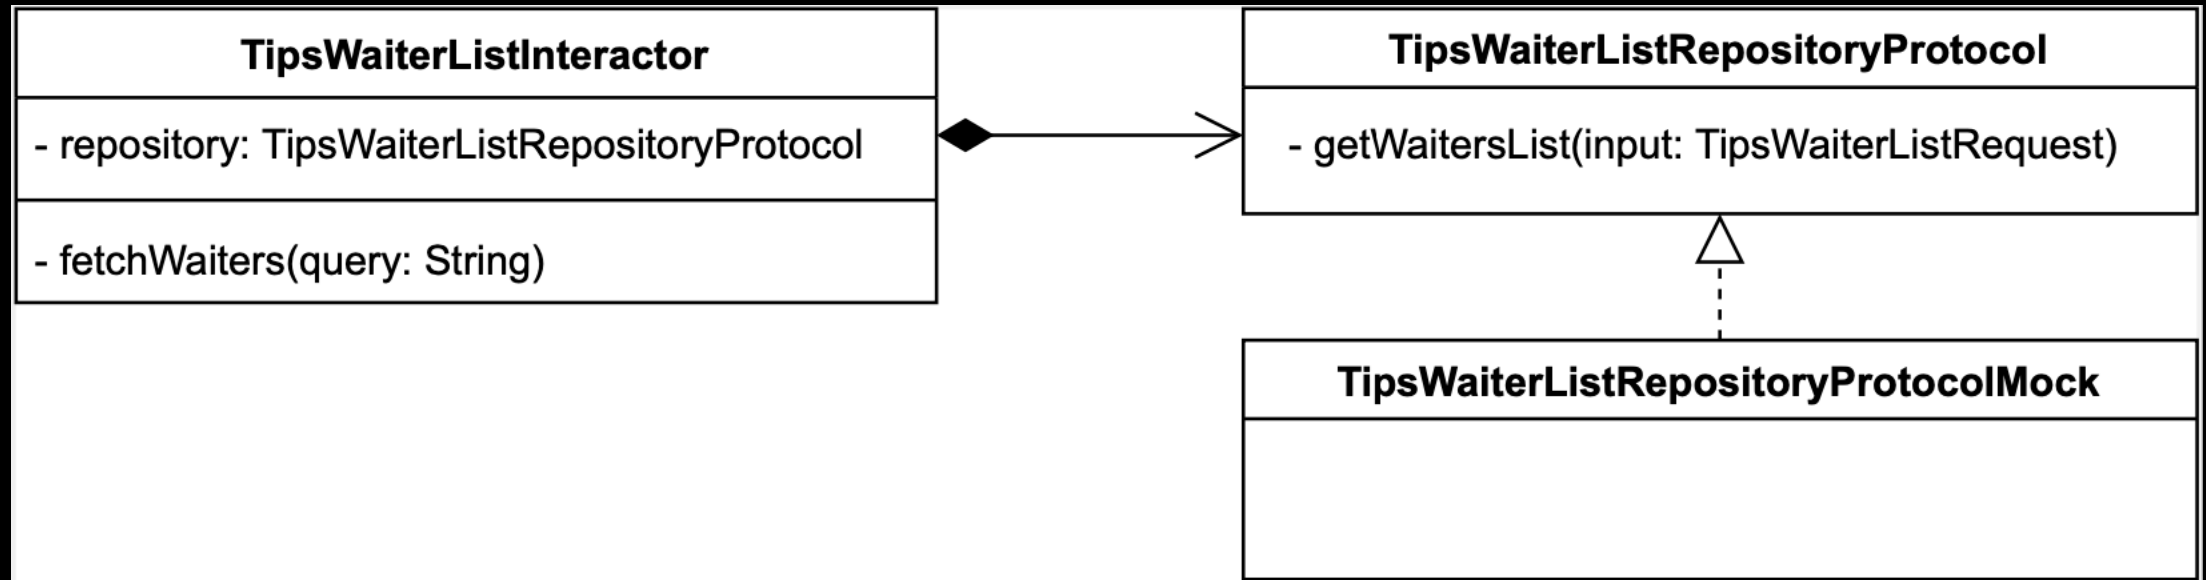 TipsWaiterListInteractor
- repository: TipsWaiterListRepositoryProtocol
- fetchWaiters(query: String)
TipsWaiterListRepositoryProtocol
- getWaitersList(input: TipsWaiterListRequest)
TipsWaiterListRepositoryProtocolMock